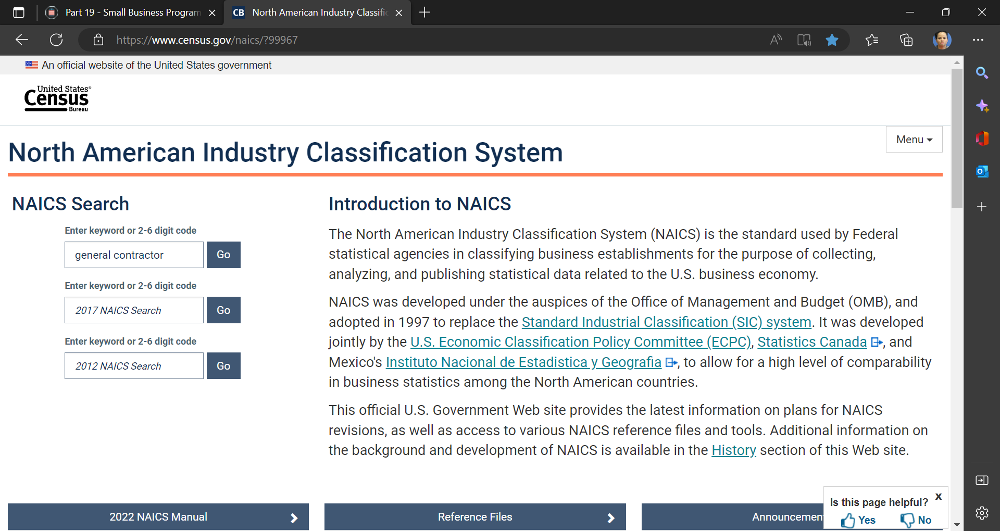 Part 19 - Small Business Program
North American Industry Classific
https://www.census.gov/naics/?99967
An official website of the United States government
United States®
Census
Bureau
Menu
North American Industry Classification System
NAICS Search
Enter keyword or 2-6 digit code
general contractor
Go
Enter keyword or 2-6 digit code
2017 NAICS Search
Go
Enter keyword or 2-6 digit code
2012 NAICS Search
Go
Introduction to NAICS
The North American Industry Classification System (NAICS) is the standard used by Federal
statistical agencies in classifying business establishments for the purpose of collecting,
analyzing, and publishing statistical data related to the U.S. business economy.
NAICS was developed under the auspices of the Office of Management and Budget (OMB), and
adopted in 1997 to replace the Standard Industrial Classification (SIC) system. It was developed
jointly by the U.S. Economic Classification Policy Committee (ECPC), Statistics Canada, and
Mexico's Instituto Nacional de Estadistica y Geografia, to allow for a high level of comparability
in business statistics among the North American countries.
This official U.S. Government Web site provides the latest information on plans for NAICS
revisions, as well as access to various NAICS reference files and tools. Additional information on
the background and development of NAICS is available in the History section of this Web site.
2022 NAICS Manual
Reference Files
Announcement
Is this page helpful?
X
Yes
No